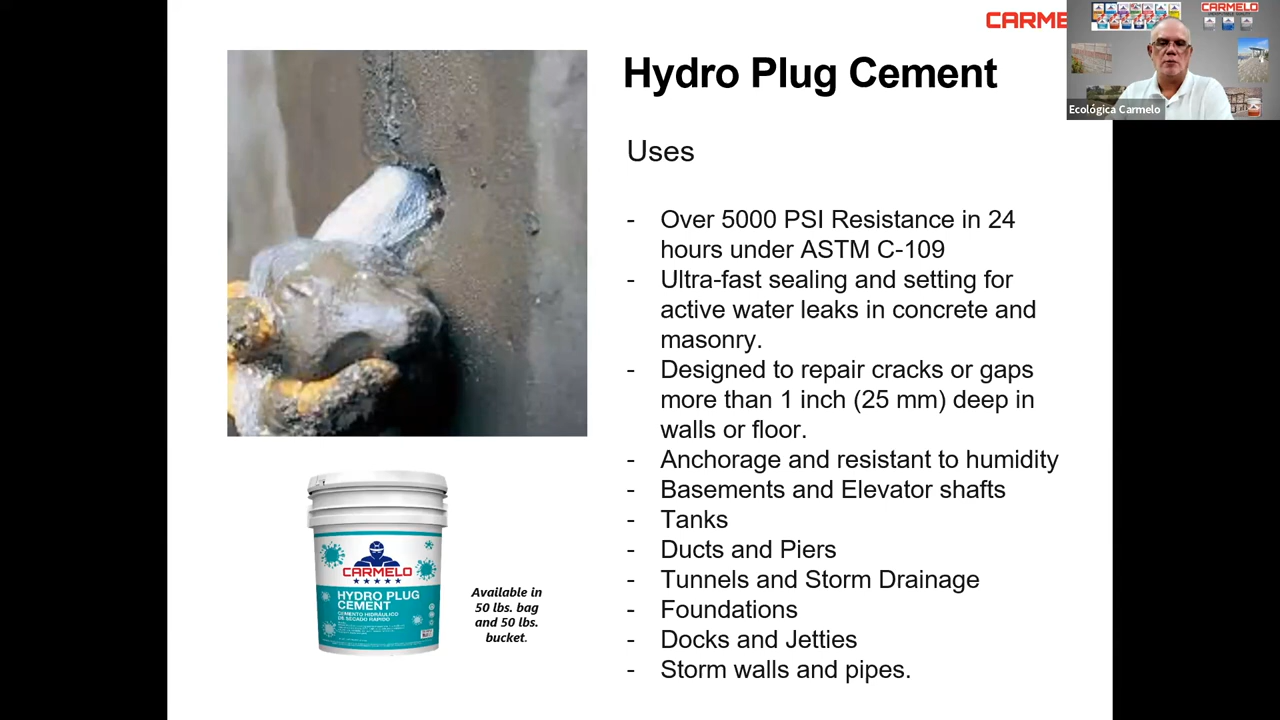 CARME
CARMELO
Ecológica Carmelo
Hydro Plug Cement
Uses
- Over 5000 PSI Resistance in 24
hours under ASTM C-109
- Ultra-fast sealing and setting for
active water leaks in concrete and
masonry.
- Designed to repair cracks or gaps
more than 1 inch (25 mm) deep in
walls or floor.
- Anchorage and resistant to humidity
- Basements and Elevator shafts
- Tanks
- Ducts and Piers
- Tunnels and Storm Drainage
- Foundations
- Docks and Jetties
- Storm walls and pipes.
CARMELO
HYDRO PLUG
CEMENT
CEMENTO HIDRÁULICO
DE SECADO RAPIDO
Available in
50 lbs. bag
and 50 lbs.
bucket.